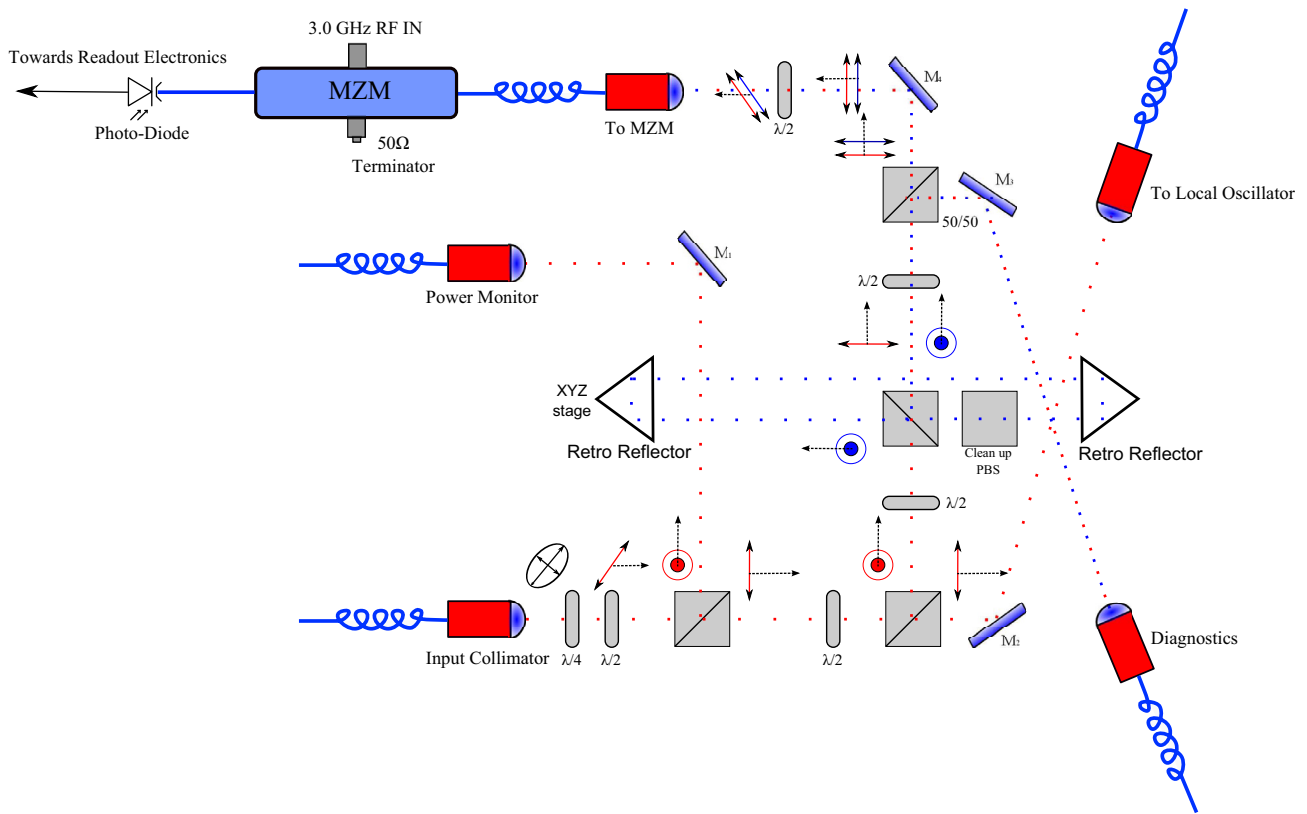 3.0 GHz RF IN
Towards Readout Electronics
MZM
Photo-Diode
50Ω
Terminator
To MZM
λ/2
M₄
M₃
50/50
To Local Oscillator
Power Monitor
M₁
λ/2
XYZ
stage
Retro Reflector
Clean up
PBS
Retro Reflector
λ/2
Input Collimator
λ/4
λ/2
λ/2
M₂
Diagnostics